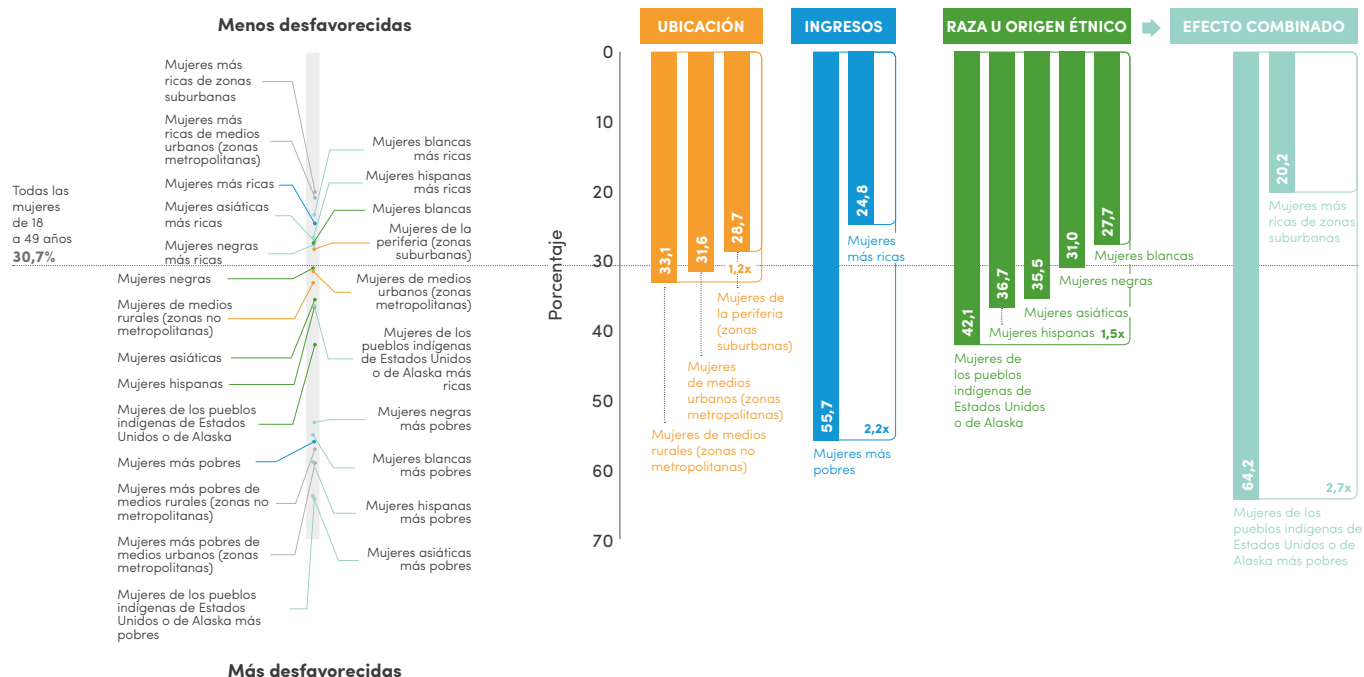 Menos desfavorecidas
Mujeres más
ricas de zonas
suburbanas
Mujeres más
ricas de medios
urbanos (zonas
metropolitanas)
Mujeres más ricas
Mujeres asiáticas
más ricas
Mujeres negras
más ricas
Mujeres blancas
más ricas
Mujeres hispanas
más ricas
Mujeres blancas
Mujeres de la
periferia (zonas
suburbanas)
Todas las
mujeres
de 18
a 49 años
30,7%
Mujeres negras
Mujeres de medios
rurales (zonas no
metropolitanas)
Mujeres asiáticas
Mujeres hispanas
Mujeres de los pueblos
indígenas de Estados
Unidos o de Alaska
Mujeres más pobres
Mujeres más pobres de
medios rurales (zonas no
metropolitanas)
Mujeres más pobres de
medios urbanos (zonas
metropolitanas)
Mujeres de los pueblos
indígenas de Estados
Unidos o de Alaska más
pobres
Mujeres de medios
urbanos (zonas
metropolitanas)
Mujeres de los
pueblos indígenas
de Estados Unidos
o de Alaska más
ricas
Mujeres negras
más pobres
Mujeres blancas
más pobres
Mujeres hispanas
más pobres
Mujeres asiáticas
más pobres
Más desfavorecidas
Porcentaje
0
10
20
30
40
50
60
70
UBICACIÓN
33,1
31,6
28,7
1,2x
Mujeres de
la periferia
(zonas
suburbanas)
Mujeres
de medios
urbanos (zonas
metropolitanas)
Mujeres de medios
rurales (zonas no
metropolitanas)
INGRESOS
55,7
24,8
Mujeres
más ricas
2,2x
Mujeres más
pobres
RAZA U ORIGEN ÉTNICO
42,1
36,7
35,5
31,0
27,7
Mujeres blancas
Mujeres negras
Mujeres asiáticas
Mujeres hispanas 1,5x
Mujeres de
los pueblos
indígenas de
Estados Unidos
o de Alaska
EFECTO COMBINADO
64,2
20,2
Mujeres más
ricas de zonas
suburbanas
2,7x
Mujeres de los
pueblos indígenas de
Estados Unidos o de
Alaska más pobres